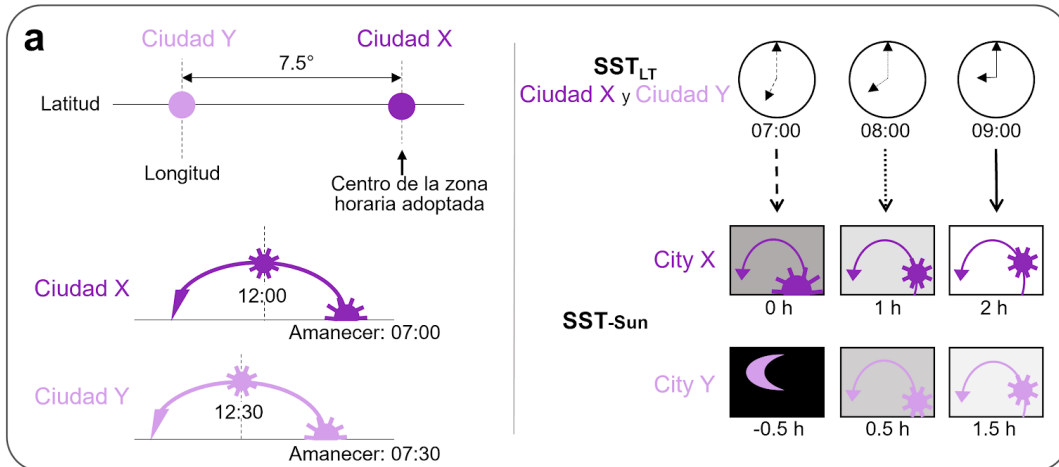 a
Ciudad Y
Ciudad X
7.5°
Latitud
Longitud
Centro de la zona
horaria adoptada
Ciudad X
12:00
Amanecer: 07:00
Ciudad Y
12:30
Amanecer: 07:30
SSTLT
Ciudad X y Ciudad Y
07:00
08:00
09:00
City X
0 h
1 h
2 h
SST-Sun
City Y
-0.5 h
0.5 h
1.5 h